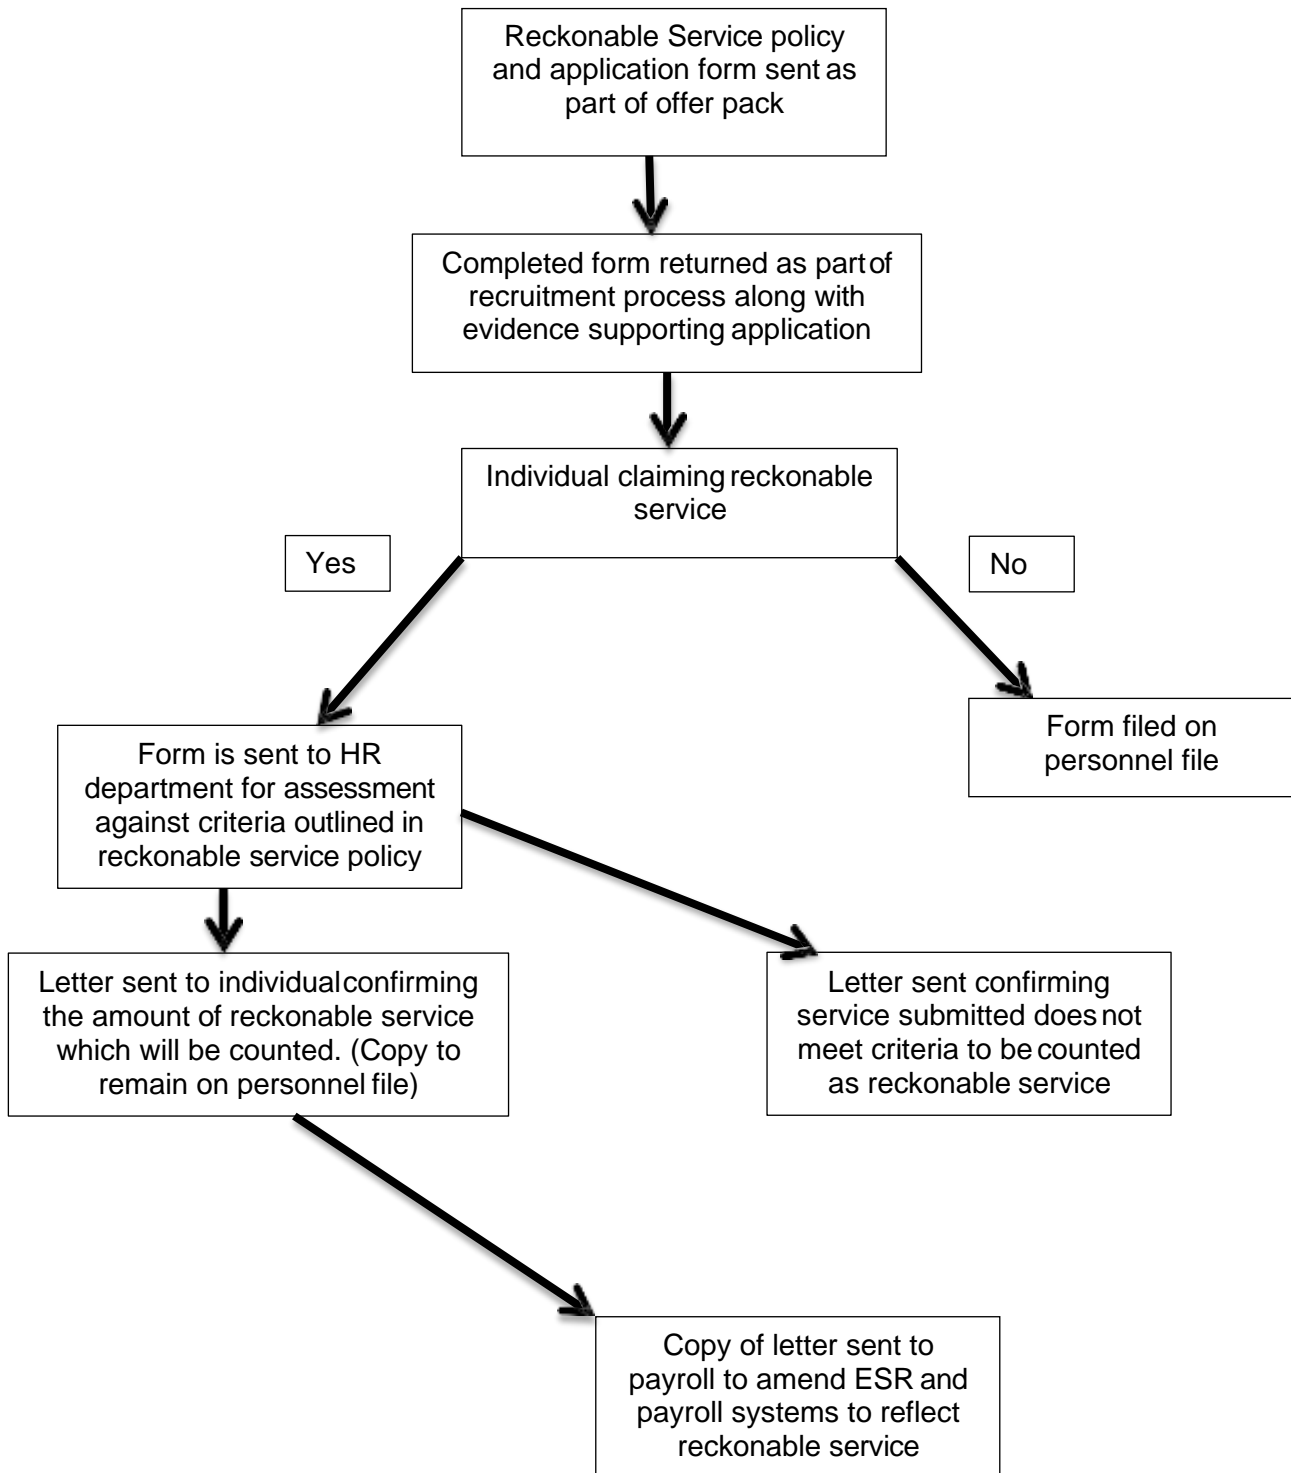 Reckonable Service policy
and application form sent as
part of offer pack
Completed form returned as part of
recruitment process along with
evidence supporting application
Individual claiming reckonable
service
Yes
No
Form is sent to HR
department for assessment
against criteria outlined in
reckonable service policy
Form filed on
personnel file
Letter sent to individual confirming
the amount of reckonable service
which will be counted. (Copy to
remain on personnel file)
Letter sent confirming
service submitted does not
meet criteria to be counted
as reckonable service
Copy of letter sent to
payroll to amend ESR and
payroll systems to reflect
reckonable service